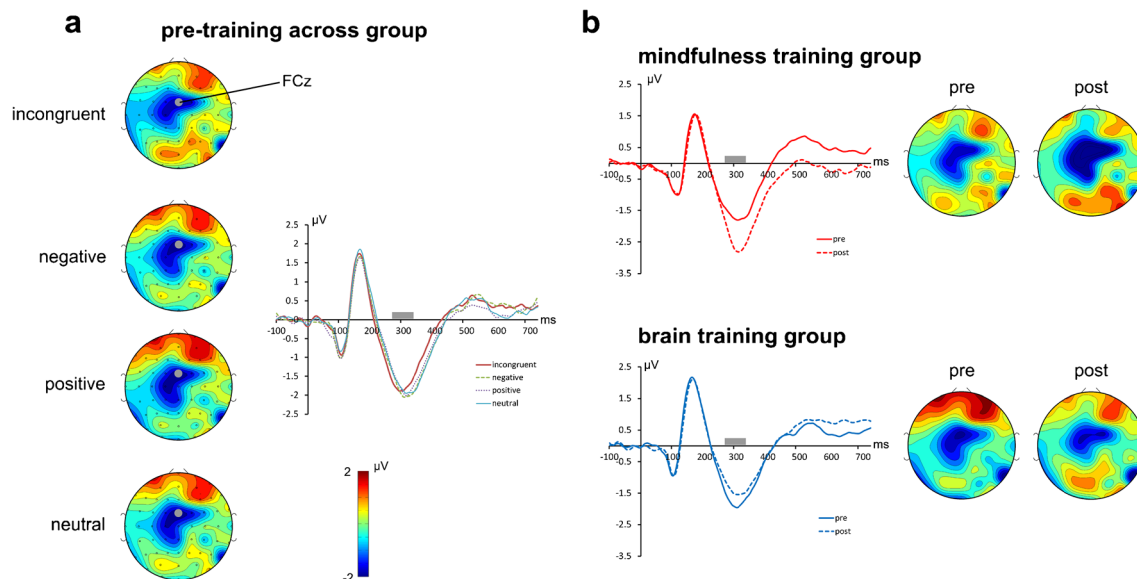 a
pre-training across group
FCz
incongruent
negative
positive
neutral
µV
2.5
2
1.5
1
0.5
0
-0.5
-1
-1.5
-2
-2.5
-100 0 100 200 300 400 500 600 700 ms
incongruent
negative
positive
neutral
µV
2
-2
b
mindfulness training group
pre post
µV
2.5
1.5
0.5
-0.5
-1.5
-2.5
-3.5
-100 0 100 200 300 400 500 600 700 ms
pre
post
brain training group
pre post
µV
2.5
1.5
0.5
-0.5
-1.5
-2.5
-3.5
-100 0 100 200 300 400 500 600 700 ms
pre
post